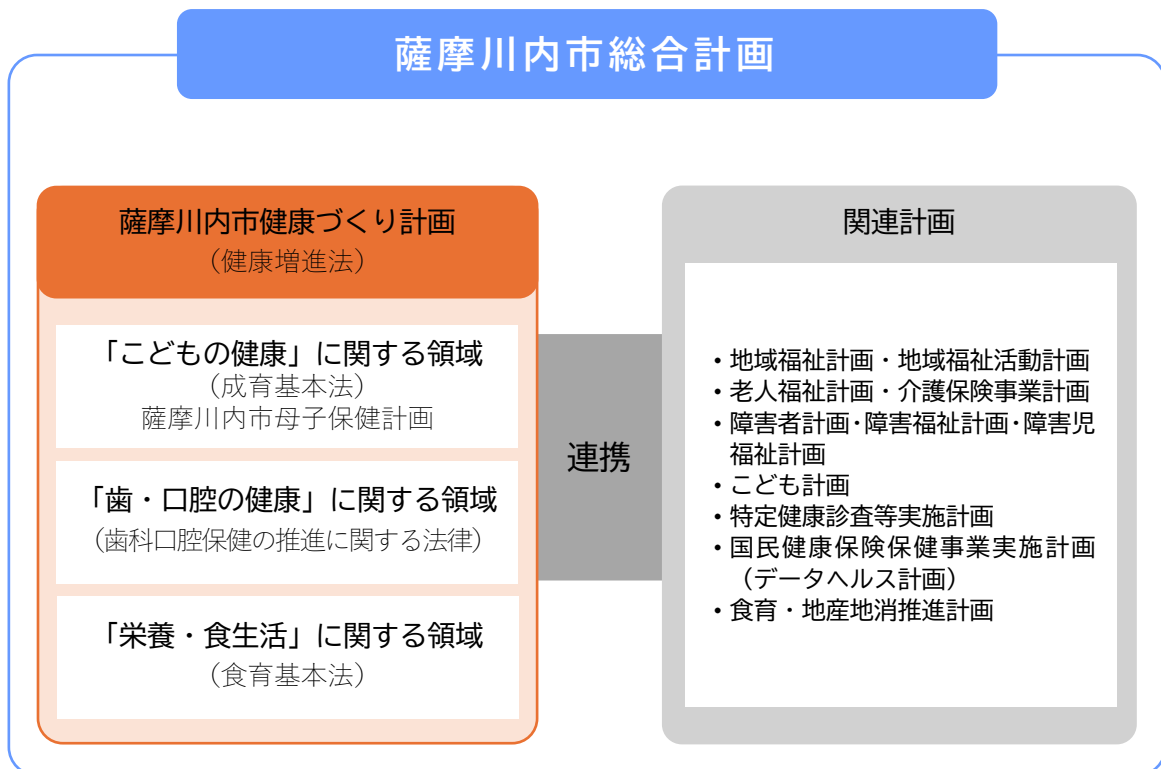 薩摩川内市総合計画
薩摩川内市健康づくり計画
（健康増進法）
「こどもの健康」に関する領域
（成育基本法）
薩摩川内市母子保健計画
「歯・口腔の健康」に関する領域
（歯科口腔保健の推進に関する法律）
「栄養・食生活」に関する領域
（食育基本法）
連携
関連計画
・地域福祉計画・地域福祉活動計画
・老人福祉計画・介護保険事業計画
・障害者計画・障害福祉計画・障害児
福祉計画
・こども計画
・特定健康診査等実施計画
・国民健康保険保健事業実施計画
（データヘルス計画）
・食育・地産地消推進計画